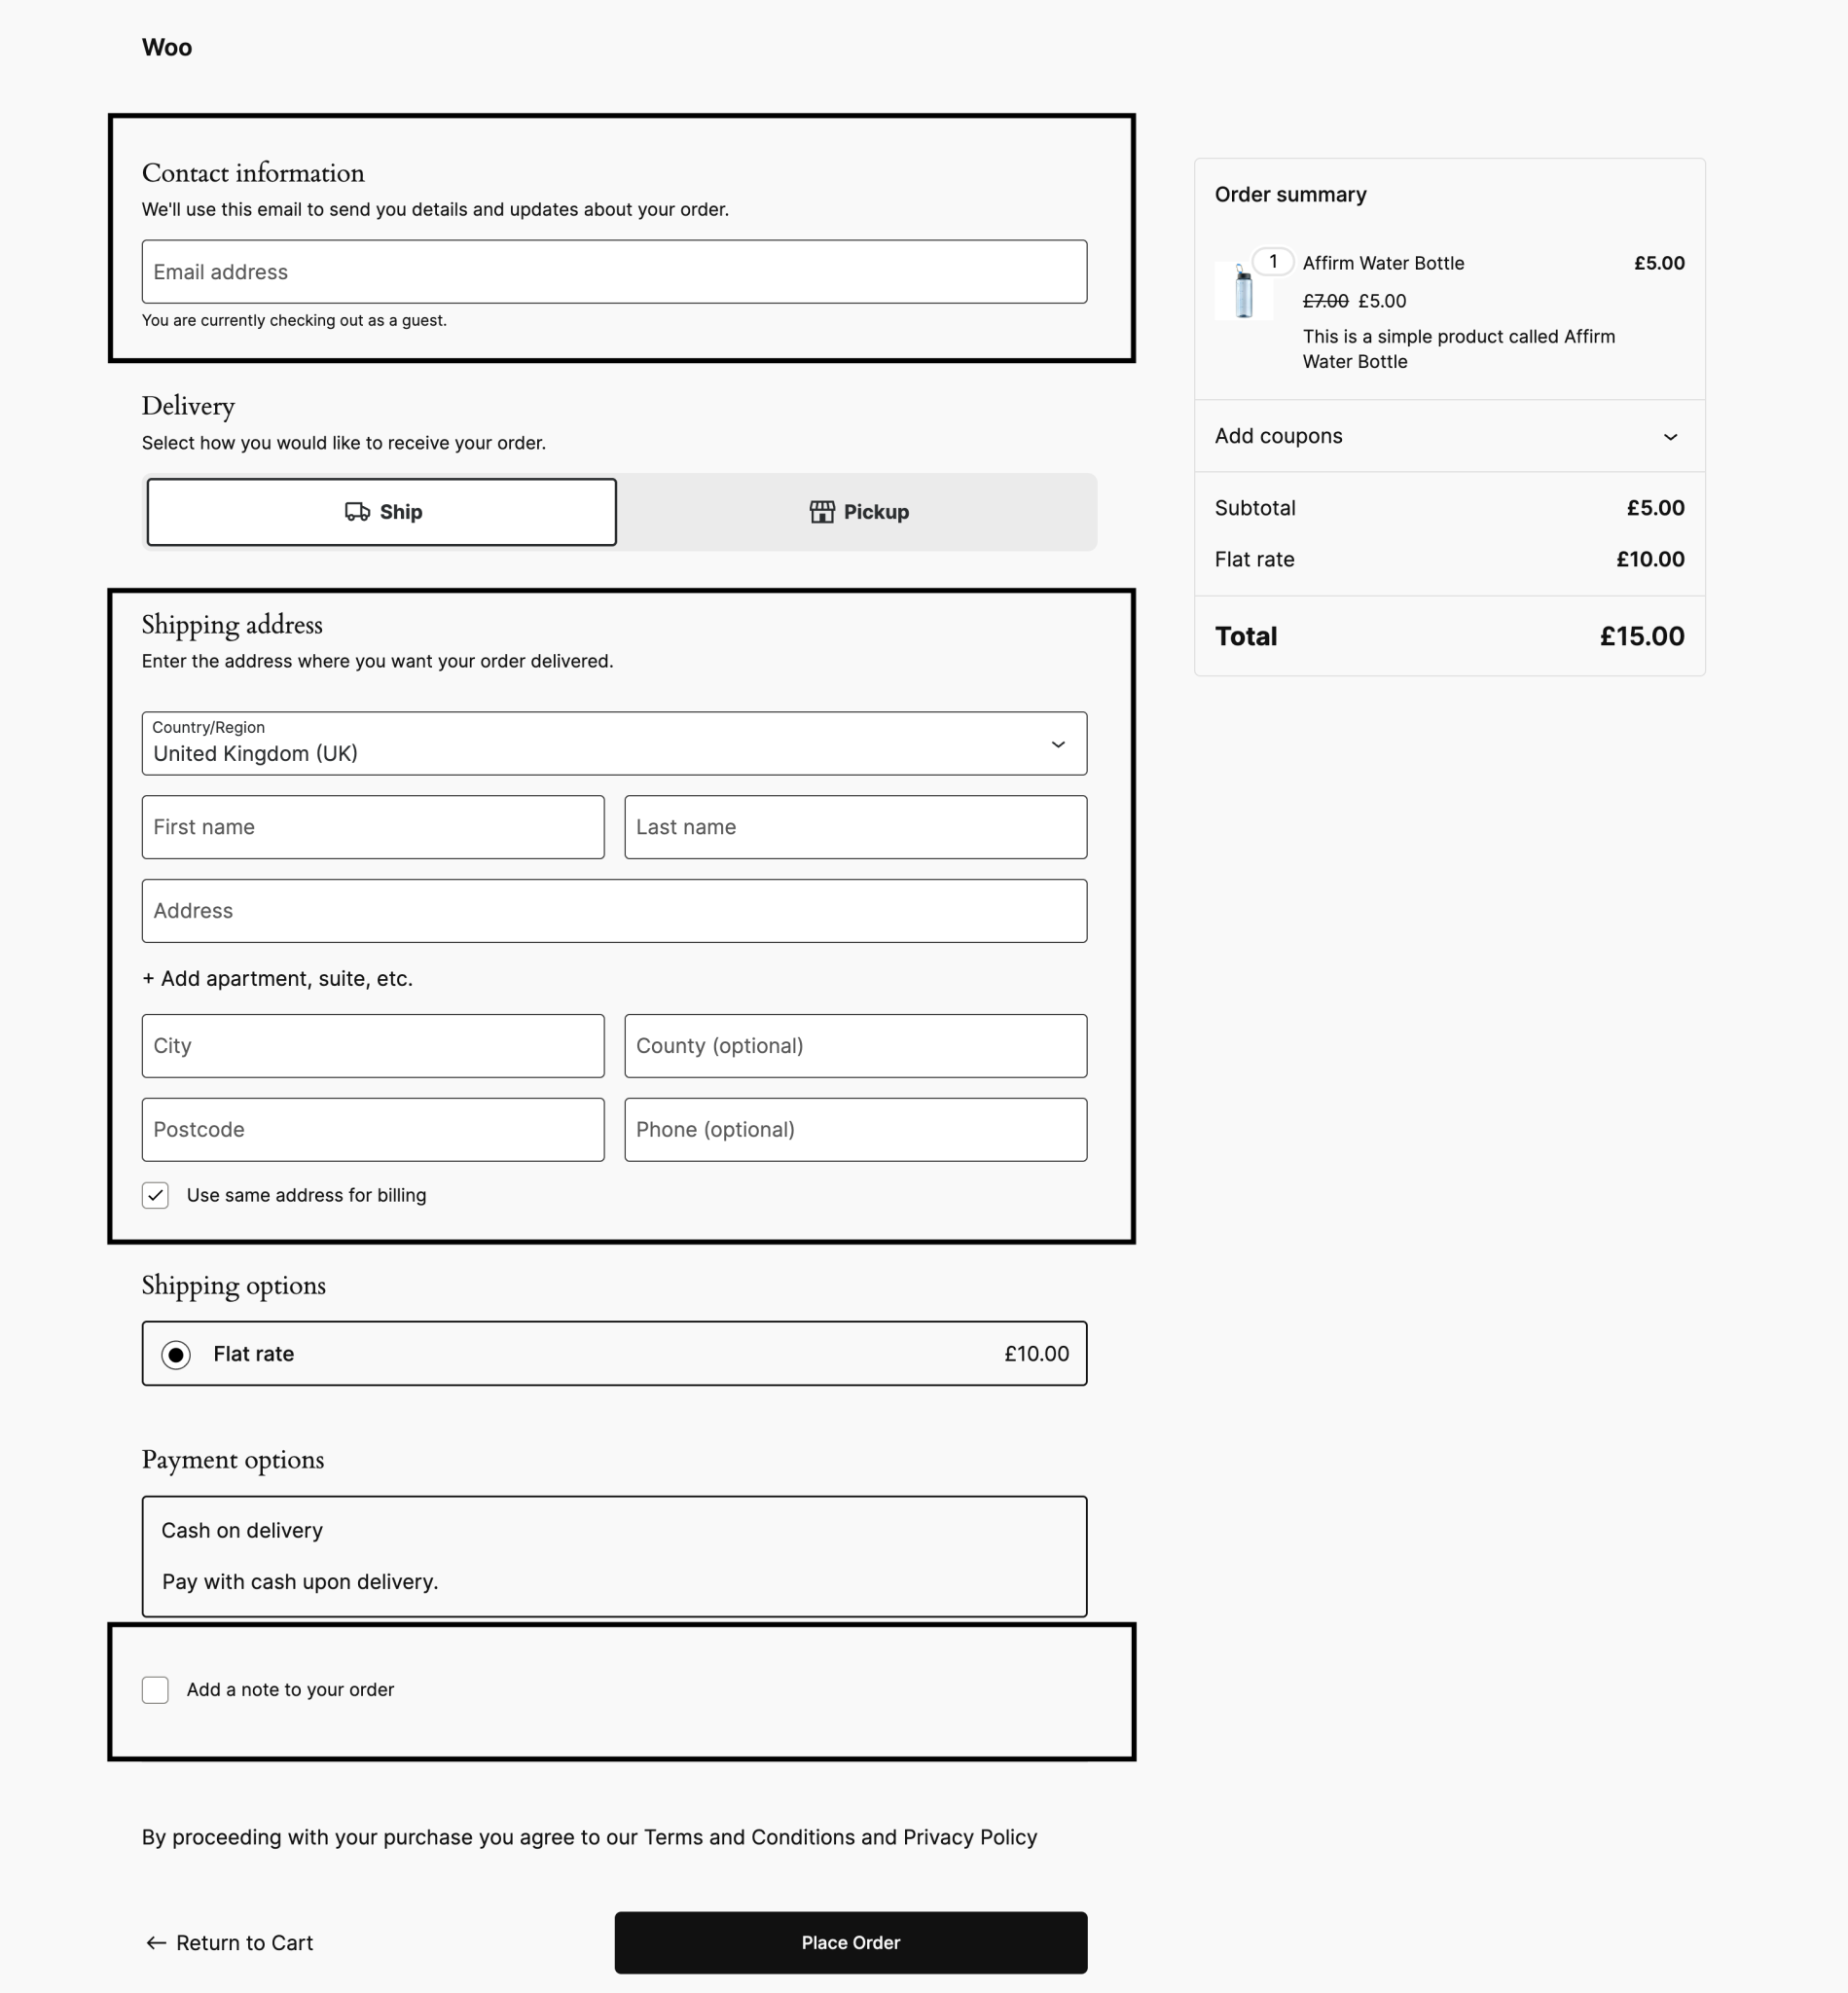 Woo
Contact information
We'll use this email to send you details and updates about your order.
Email address
You are currently checking out as a guest.
Delivery
Select how you would like to receive your order.
Ship
Pickup
Shipping address
Enter the address where you want your order delivered.
Country/Region
United Kingdom (UK)
First name
Last name
Address
+ Add apartment, suite, etc.
City
County (optional)
Postcode
Phone (optional)
Use same address for billing
Shipping options
Flat rate £10.00
Payment options
Cash on delivery
Pay with cash upon delivery.
Add a note to your order
By proceeding with your purchase you agree to our Terms and Conditions and Privacy Policy
Return to Cart
Place Order
Order summary
1
Affirm Water Bottle £5.00
£7.00 £5.00
This is a simple product called Affirm
Water Bottle
Add coupons
Subtotal £5.00
Flat rate £10.00
Total £15.00